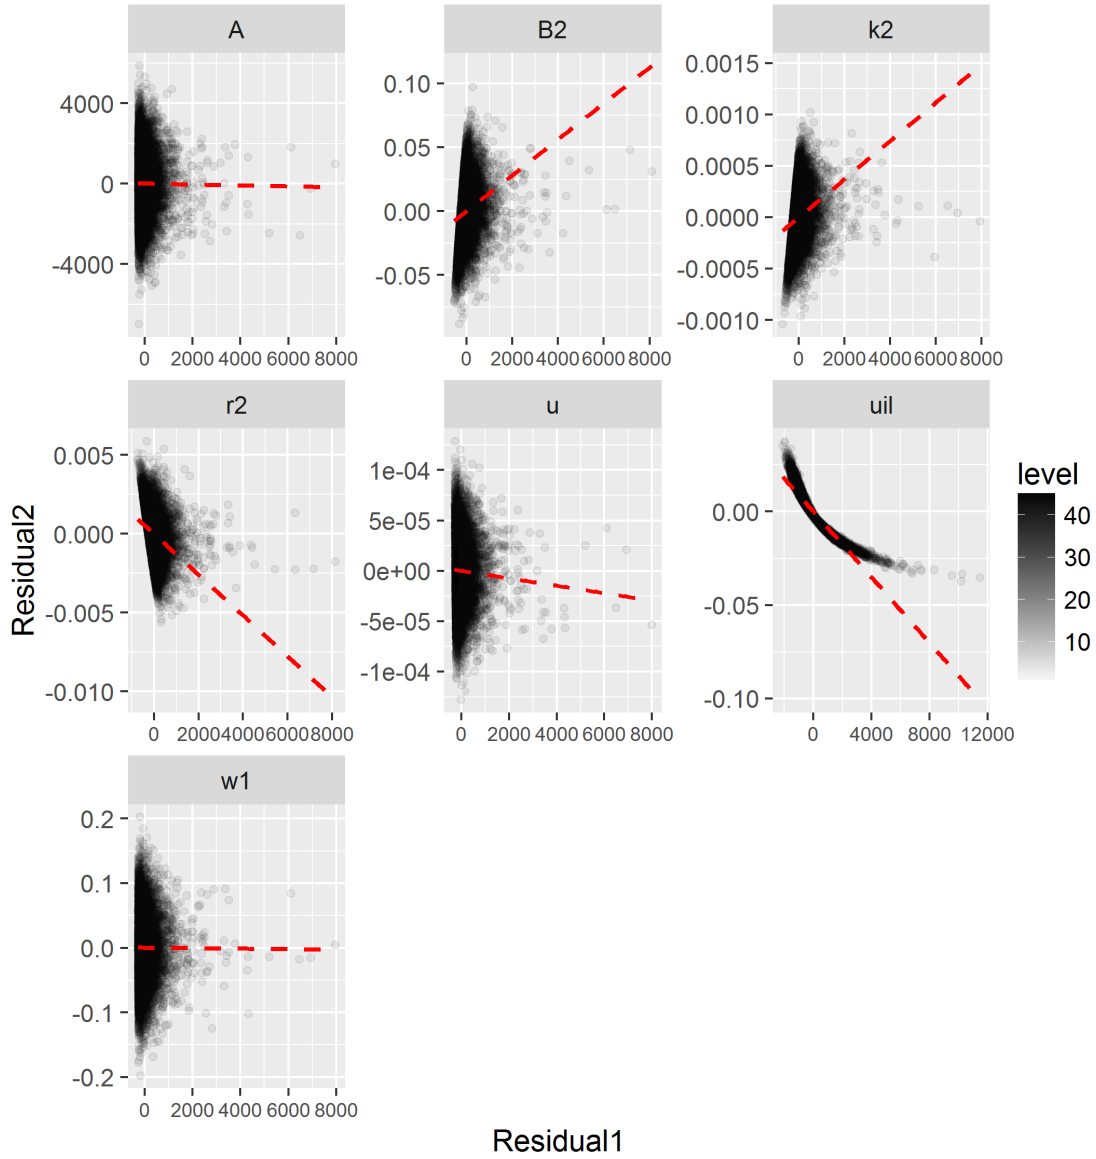 A
B2
k2
4000
0
-4000
0 2000 4000 6000 8000
0.10
0.05
0.00
-0.05
0 2000 4000 6000 8000
0.0015
0.0010
0.0005
0.0000
-0.0005
-0.0010
0 2000 4000 6000 8000
r2
u
uil
0.005
0.000
-0.005
-0.010
0 2000 4000 6000 8000
1e-04
5e-05
0e+00
-5e-05
-1e-04
0 2000 4000 6000 8000
0.00
-0.05
-0.10
0 4000 8000 12000
level
40
30
20
10
Residual2
w1
0.2
0.1
0.0
-0.1
-0.2
0 2000 4000 6000 8000
Residual1